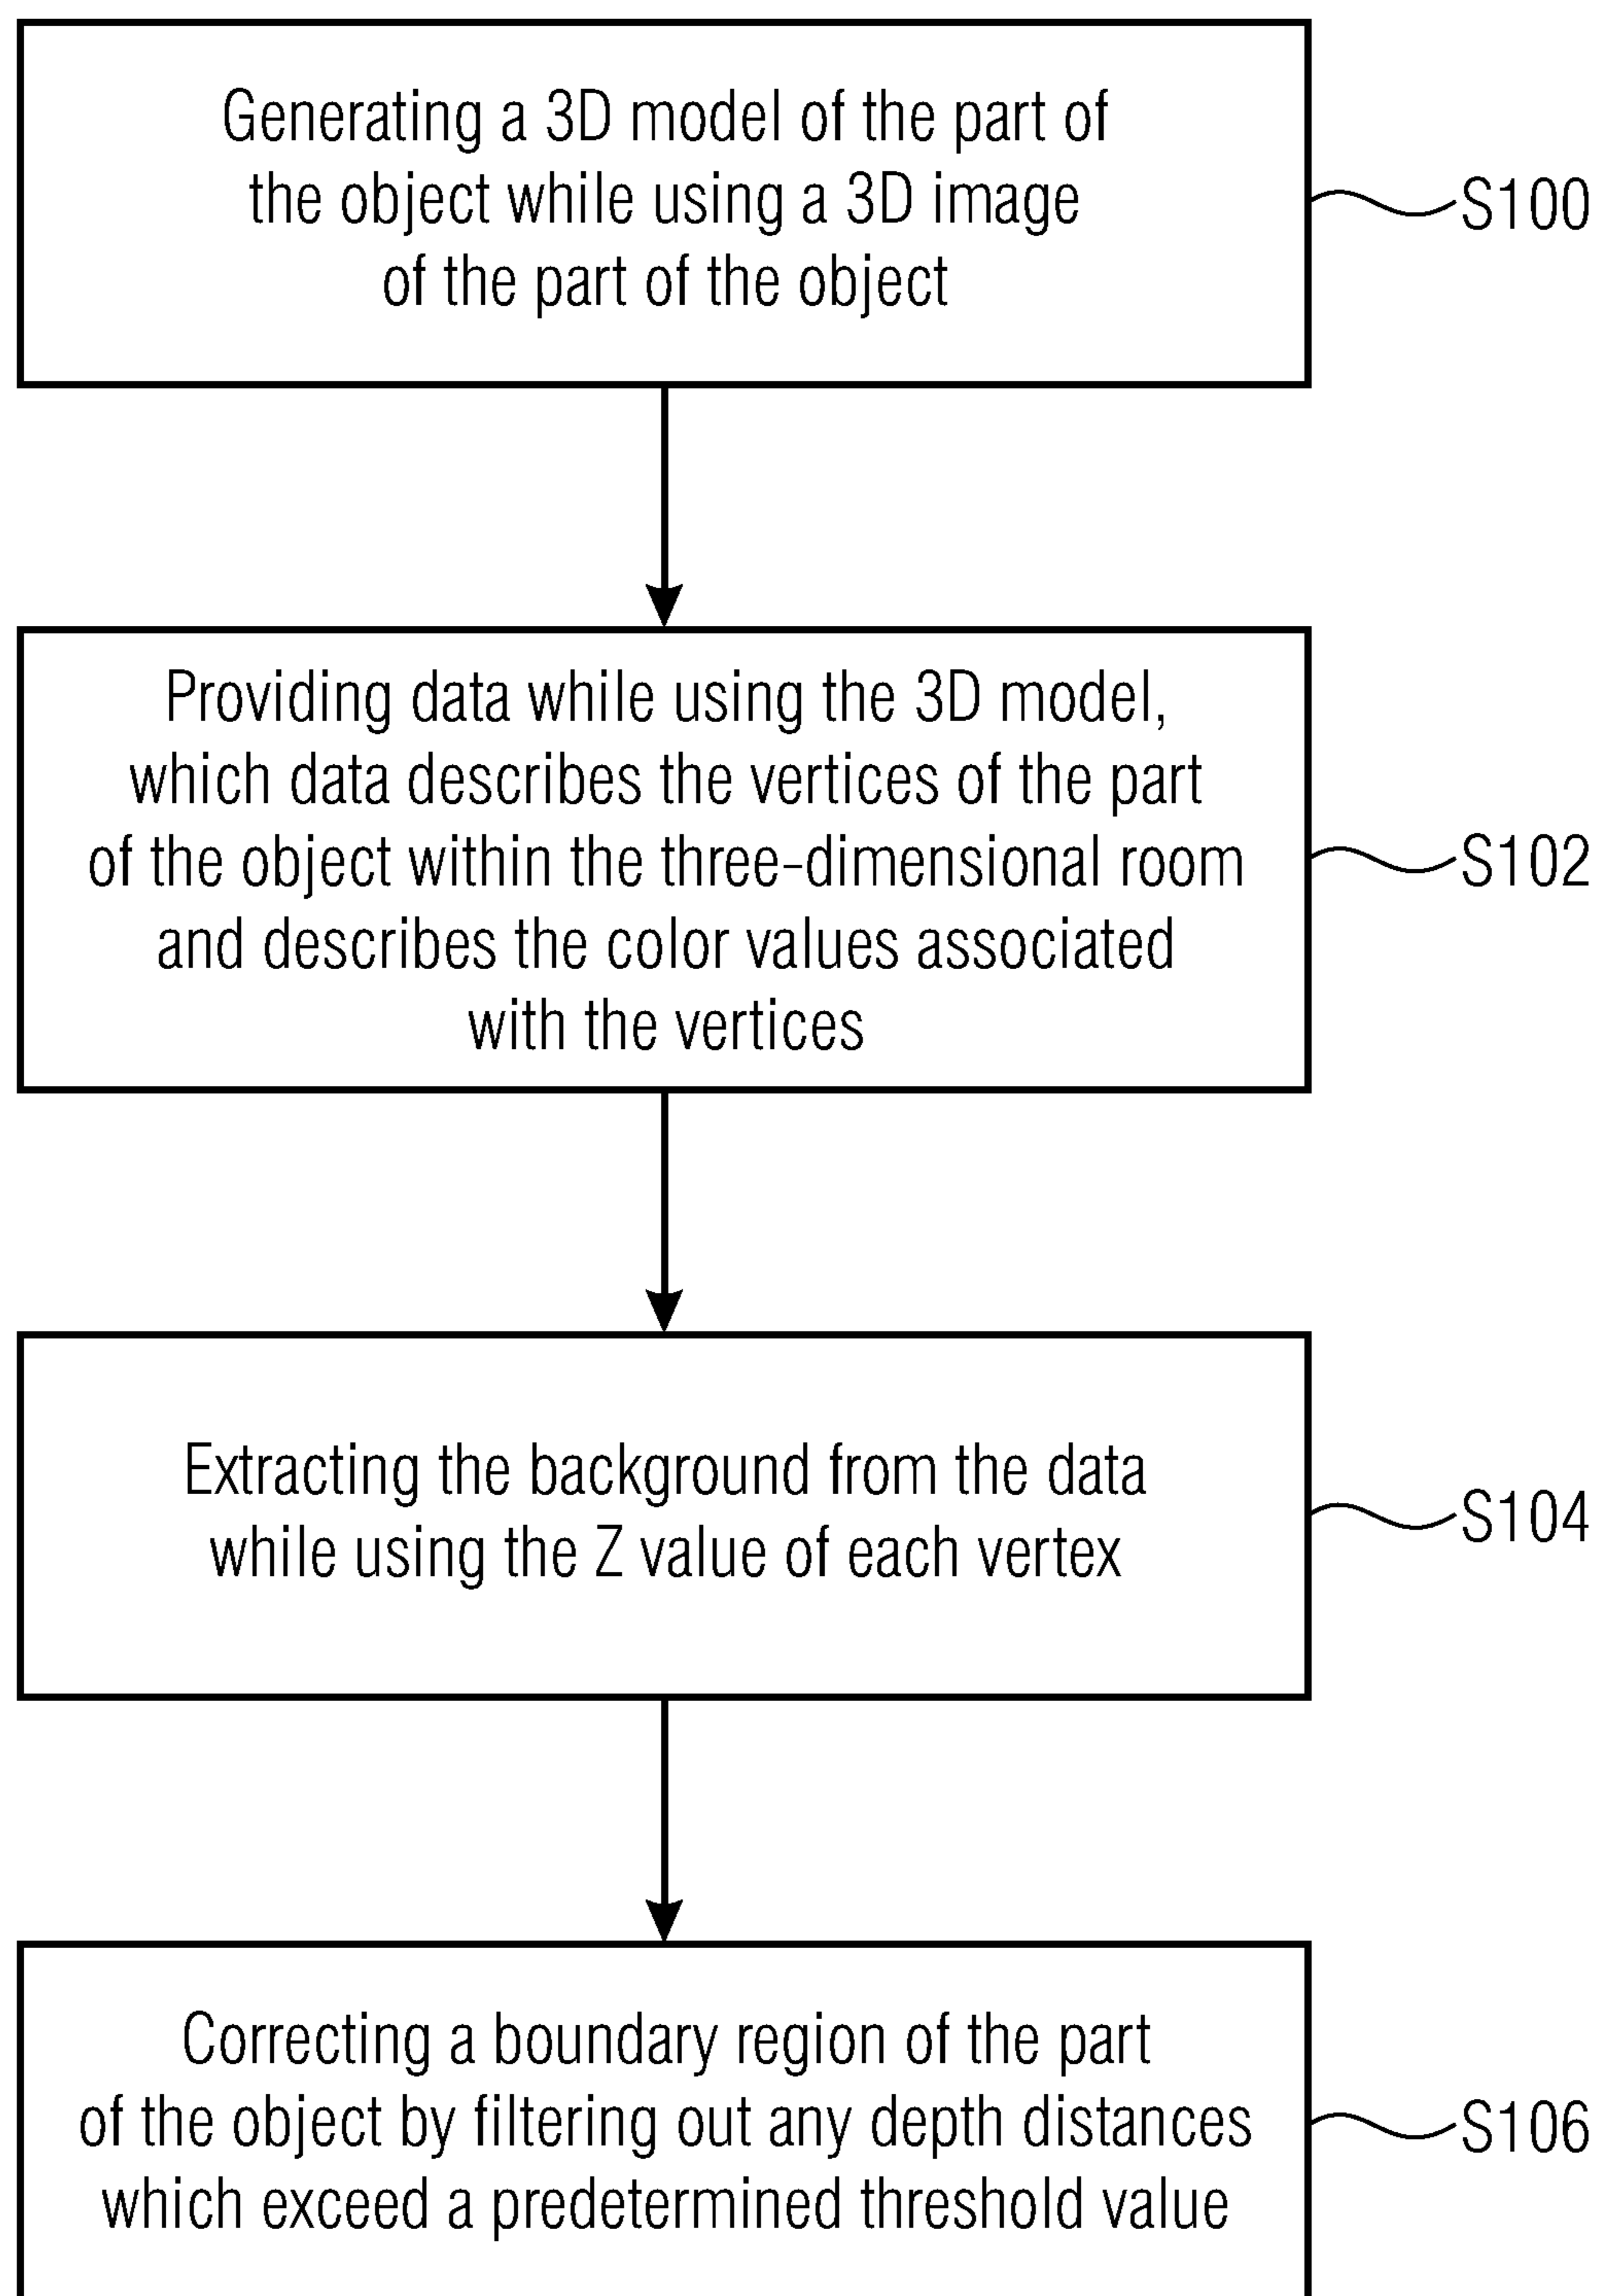 Generating a 3D model of the part of
the object while using a 3D image
of the part of the object
S100
Providing data while using the 3D model,
which data describes the vertices of the part
of the object within the three-dimensional room
and describes the color values associated
with the vertices
S102
Extracting the background from the data
while using the Z value of each vertex
S104
Correcting a boundary region of the part
of the object by filtering out any depth distances
which exceed a predetermined threshold value
S106